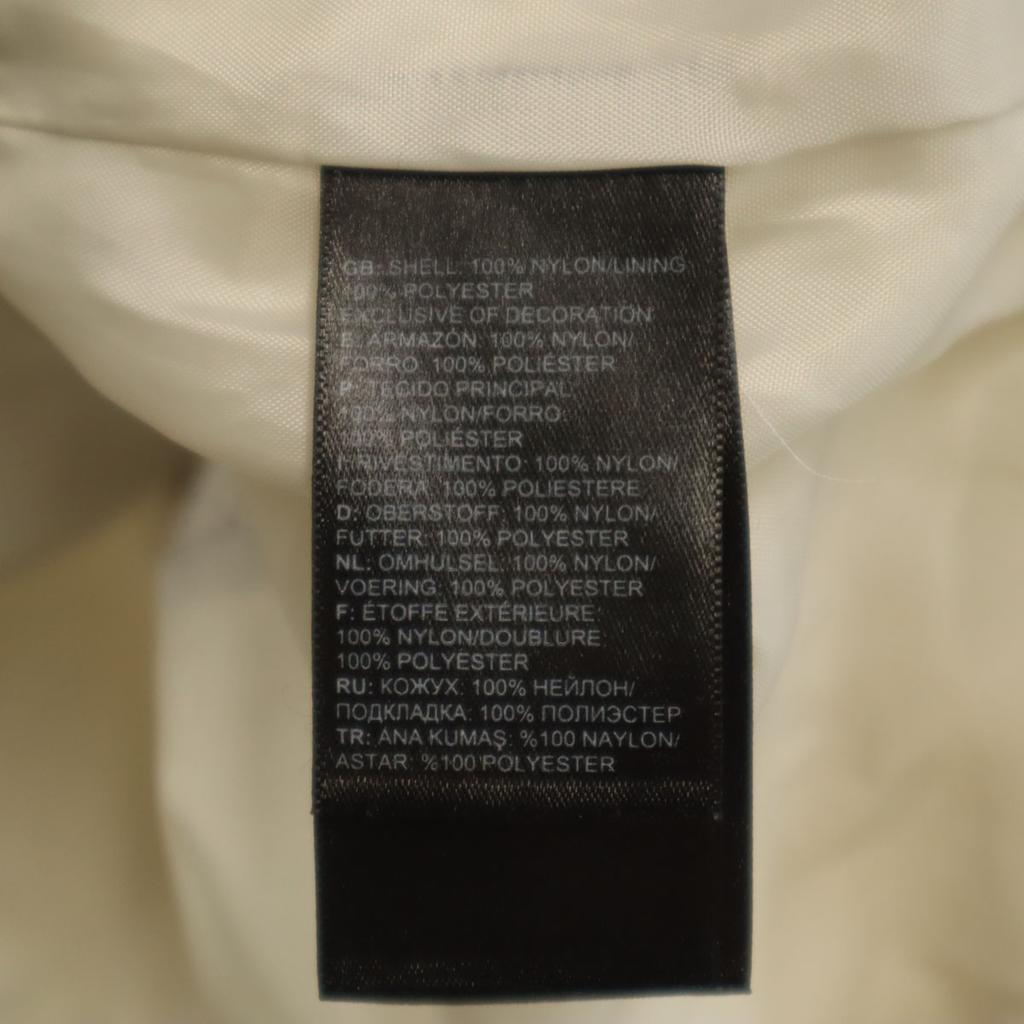 GB: SHELL: 100% NYLON/LINING
100% POLYESTER
EXCLUSIVE OF DECORATION
E: ARMAZÓN: 100% NYLON/
FORRO: 100% POLIÉSTER
P: TECIDO PRINCIPAL:
100% NYLON/FORRO:
100% POLIÉSTER
I: RIVESTIMENTO: 100% NYLON/
FODERA: 100% POLIESTERE
D: OBERSTOFF: 100% NYLON/
FUTTER: 100% POLYESTER
NL: OMHULSEL: 100% NYLON/
VOERING: 100% POLYESTER
F: ÉTOFFE EXTÉRIEURE:
100% NYLON/DOUBLURE:
100% POLYESTER
RU: КОЖУХ: 100% НЕЙЛОН/
ПОДКЛАДКА: 100% ПОЛИЭСТЕР
TR: ANA KUMAŞ: %100 NAYLON/
ASTAR: %100 POLYESTER